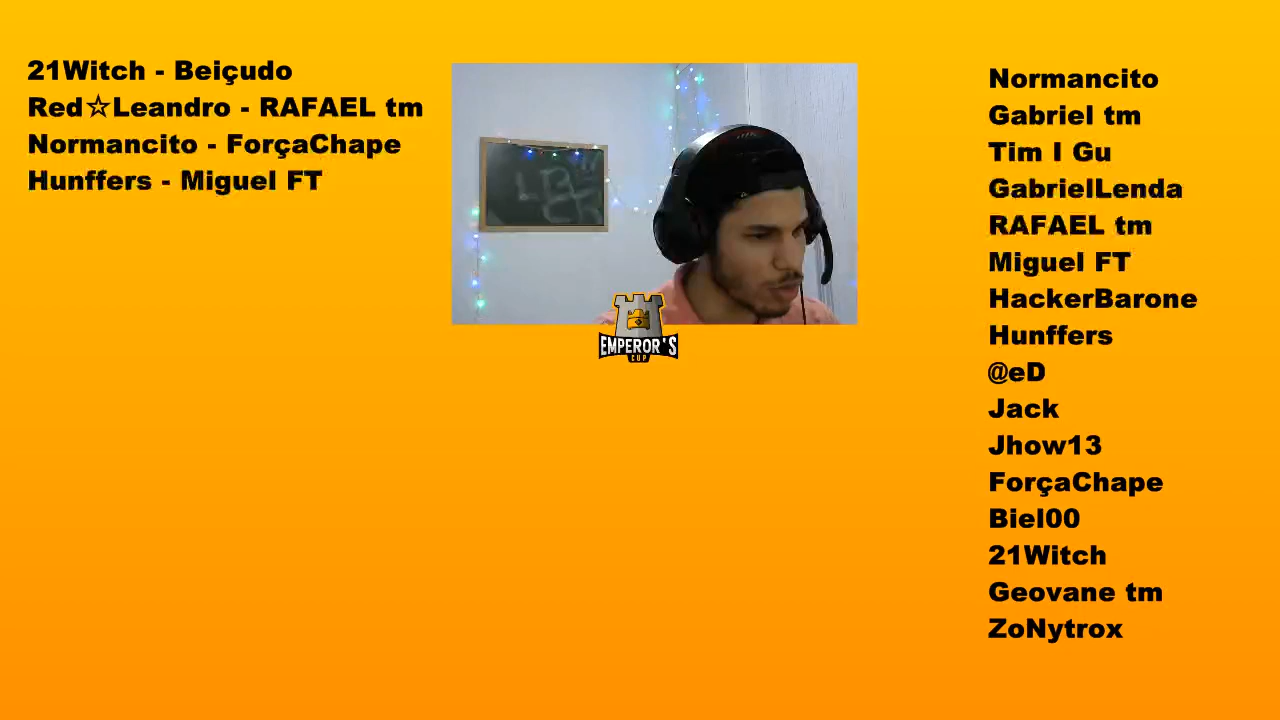 21Witch - Beiçudo
Red☆Leandro - RAFAEL tm
Normancito - ForçaChape
Hunffers - Miguel FT
EMPEROR'S
CUP
Normancito
Gabriel tm
Tim I Gu
GabrielLenda
RAFAEL tm
Miguel FT
HackerBarone
Hunffers
@eD
Jack
Jhow13
ForçaChape
Biel00
21Witch
Geovane tm
ZoNytrox